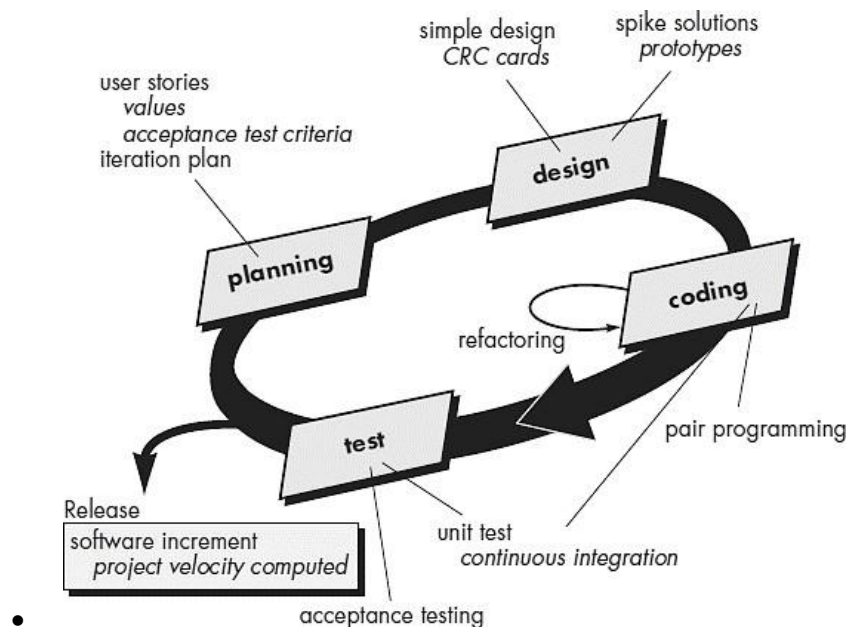 simple design
CRC cards
spike solutions
prototypes
user stories
values
acceptance test criteria
iteration plan
design
planning
coding
refactoring
test
pair programming
Release
software increment
project velocity computed
unit test
continuous integration
acceptance testing